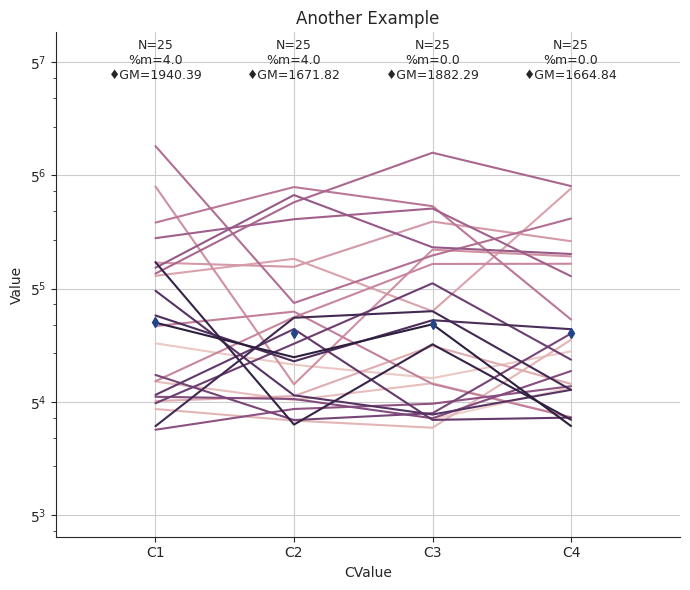 Another Example
N=25 N=25 N=25 N=25
%m=4.0 %m=4.0 %m=0.0 %m=0.0
♦GM=1940.39 ♦GM=1671.82 ♦GM=1882.29 ♦GM=1664.84
5⁷
5⁶
5⁵
5⁴
5³
Value
C1 C2 C3 C4
CValue